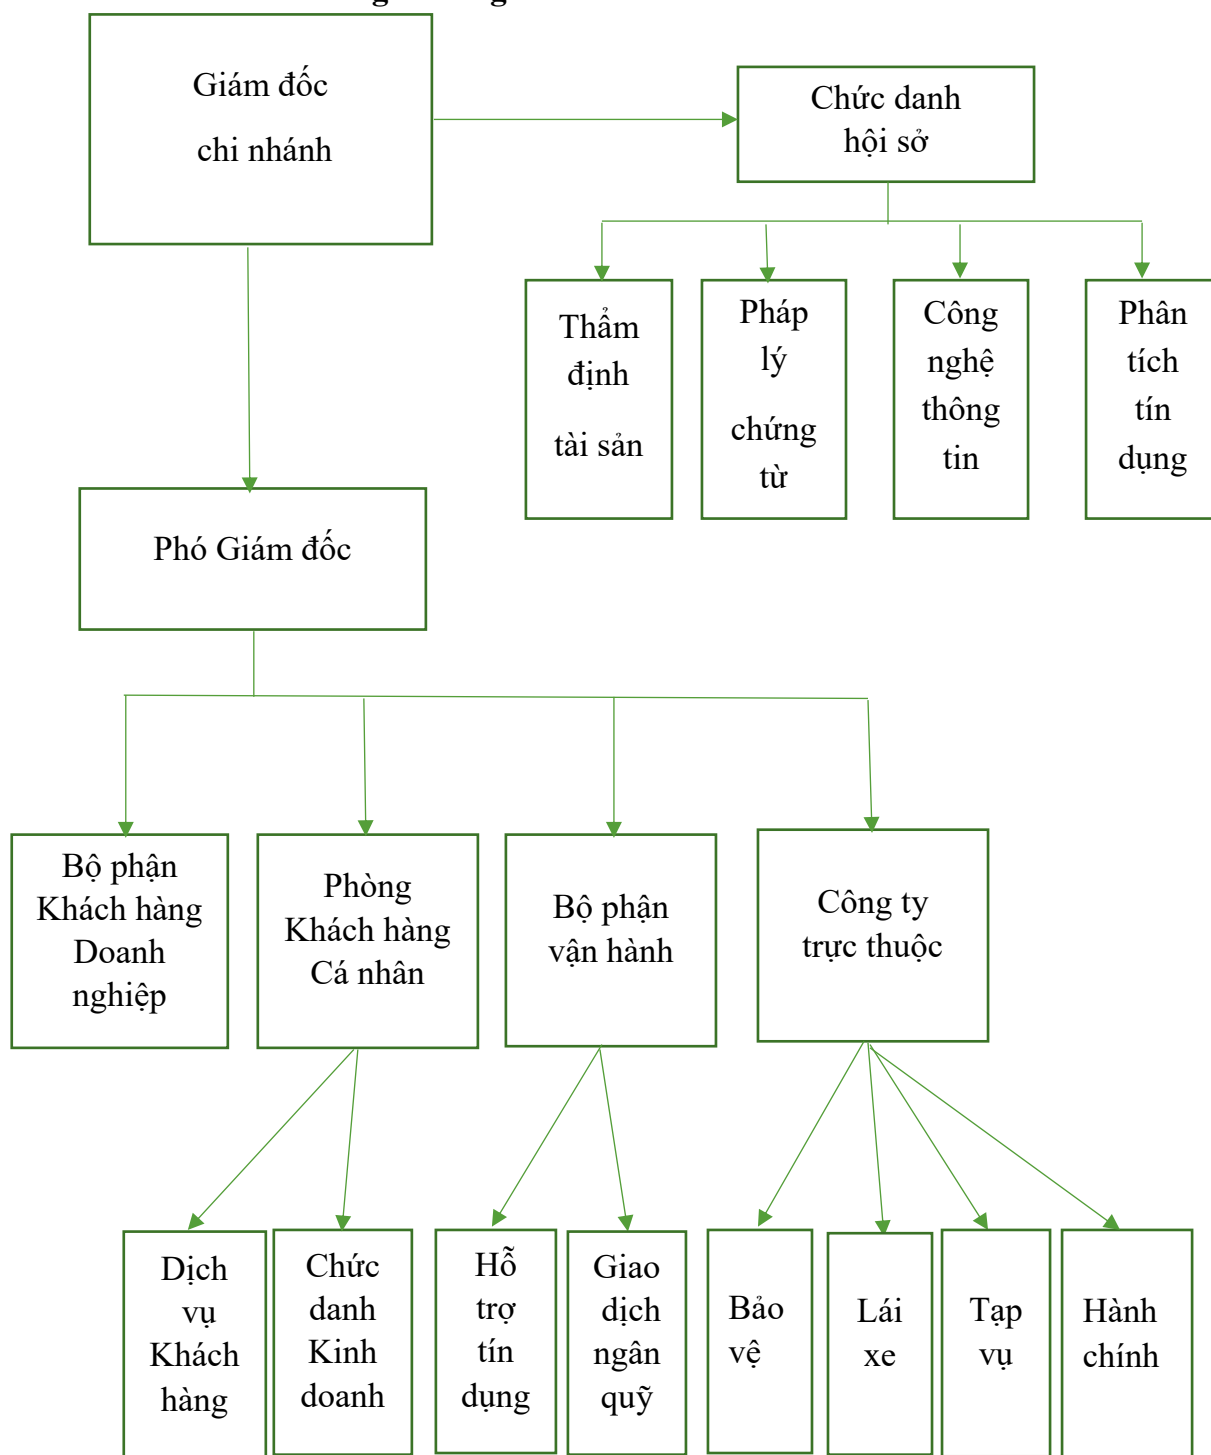 Giám đốc
chi nhánh
Chức danh
hội sở
Thẩm
định
tài sản
Pháp
lý
chứng
từ
Công
nghệ
thông
tin
Phân
tích
tín
dụng
Phó Giám đốc
Bộ phận
Khách hàng
Doanh
nghiệp
Phòng
Khách hàng
Cá nhân
Bộ phận
vận hành
Công ty
trực thuộc
Dịch
vụ
Khách
hàng
Chức
danh
Kinh
doanh
Hỗ
trợ
tín
dụng
Giao
dịch
ngân
quỹ
Bảo
vệ
Lái
xe
Tạp
vụ
Hành
chính